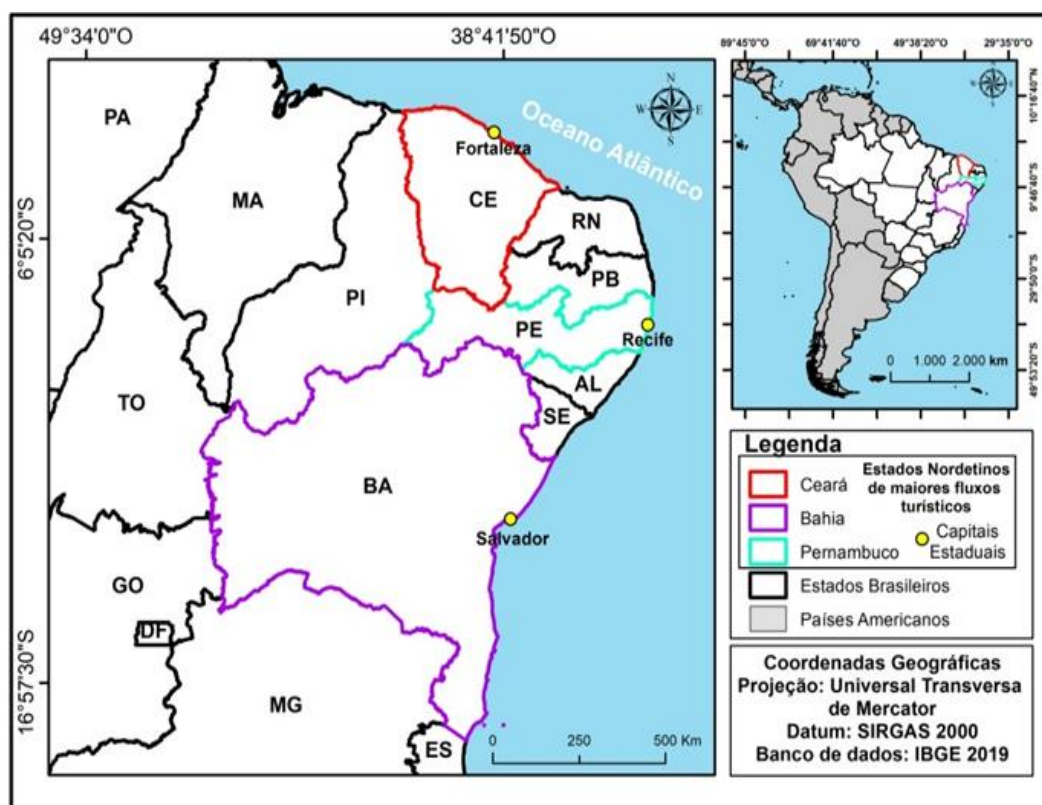 49°34'0"O
38°41'50"O
6°5'20"S
16°57'30"S
N
W
E
S
Oceano Atlântico
PA
MA
Fortaleza
CE
RN
PB
PI
PE
Recife
AL
SE
TO
BA
Salvador
GO
DF
MG
ES
0 250 500 Km
89°45'0"O
69°41'40"O
49°38'20"O
29°35'0"O
10°16'10"N
9°46'40"S
29°50'0"S
49°53'20"S
N
W
E
S
0 1.000 2.000 km
Legenda
Estados Nordetinos
de maiores fluxos
turísticos
Ceará
Bahia
Pernambuco
Capitais
Estaduais
Estados Brasileiros
Países Americanos
Coordenadas Geográficas
Projeção: Universal Transversa
de Mercator
Datum: SIRGAS 2000
Banco de dados: IBGE 2019